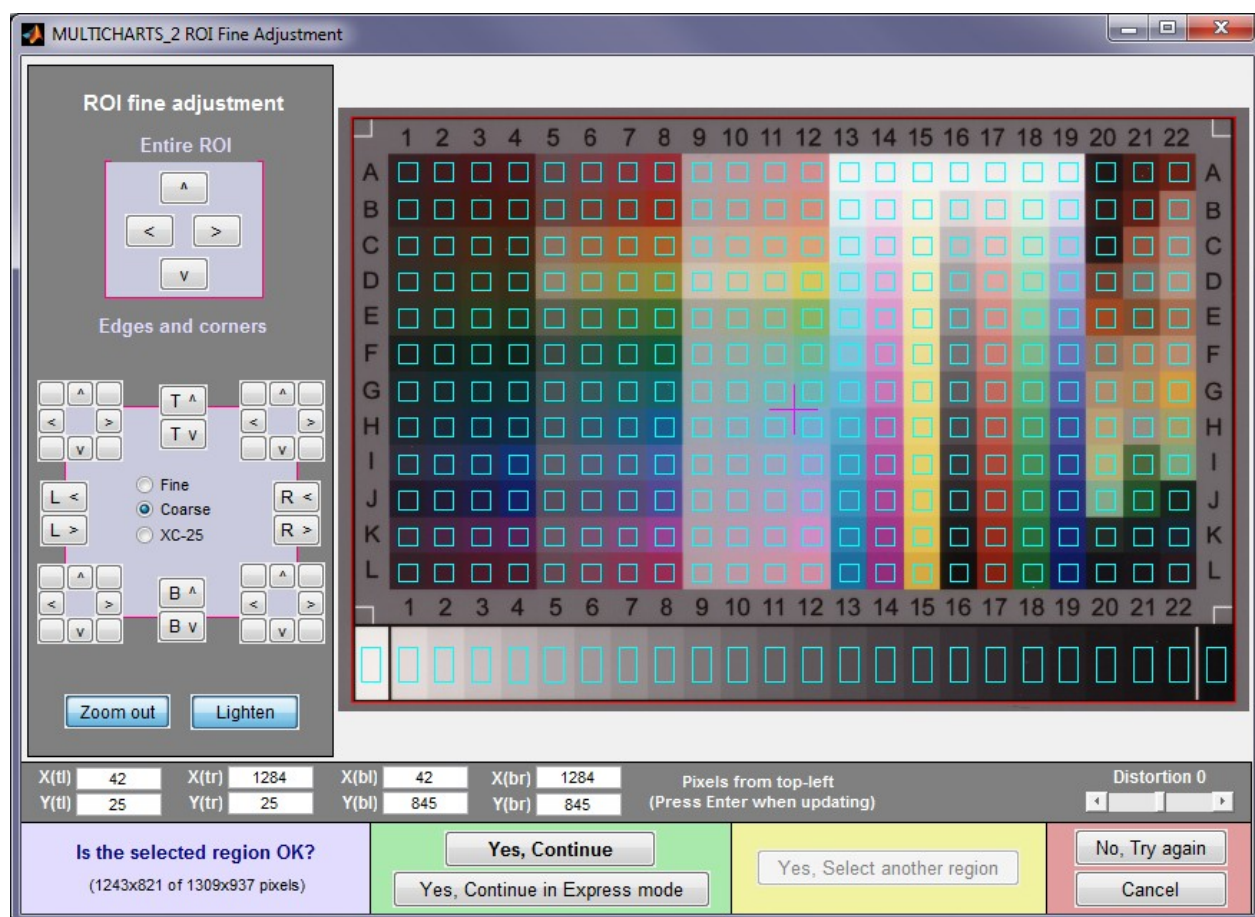 MULTICHARTS_2 ROI Fine Adjustment
ROI fine adjustment
Entire ROI
^
< >
v
Edges and corners
^ T ^ ^
< > T v < >
v v
Fine
L < Coarse R <
L > XC-25 R >
^ B ^ ^
< > B v < >
v v
Zoom out Lighten
1 2 3 4 5 6 7 8 9 10 11 12 13 14 15 16 17 18 19 20 21 22
A A
B B
C C
D D
E E
F F
G G
H H
I I
J J
K K
L L
1 2 3 4 5 6 7 8 9 10 11 12 13 14 15 16 17 18 19 20 21 22
X(tl) 42 X(tr) 1284 X(bl) 42 X(br) 1284 Pixels from top-left Distortion 0
Y(tl) 25 Y(tr) 25 Y(bl) 845 Y(br) 845 (Press Enter when updating)
Is the selected region OK? Yes, Continue Yes, Select another region No, Try again
(1243x821 of 1309x937 pixels) Yes, Continue in Express mode Cancel